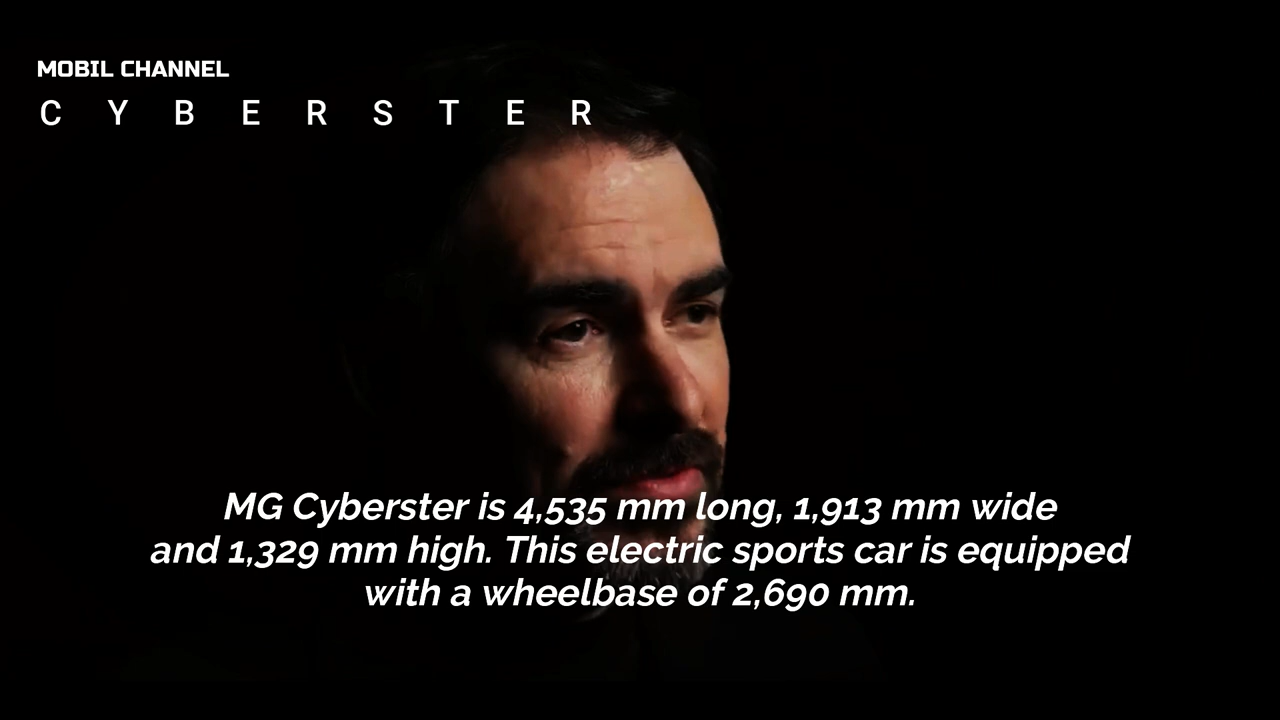 MOBIL CHANNEL
CYBERSTER
MG Cyberster is 4,535 mm long, 1,913 mm wide
and 1,329 mm high. This electric sports car is equipped
with a wheelbase of 2,690 mm.